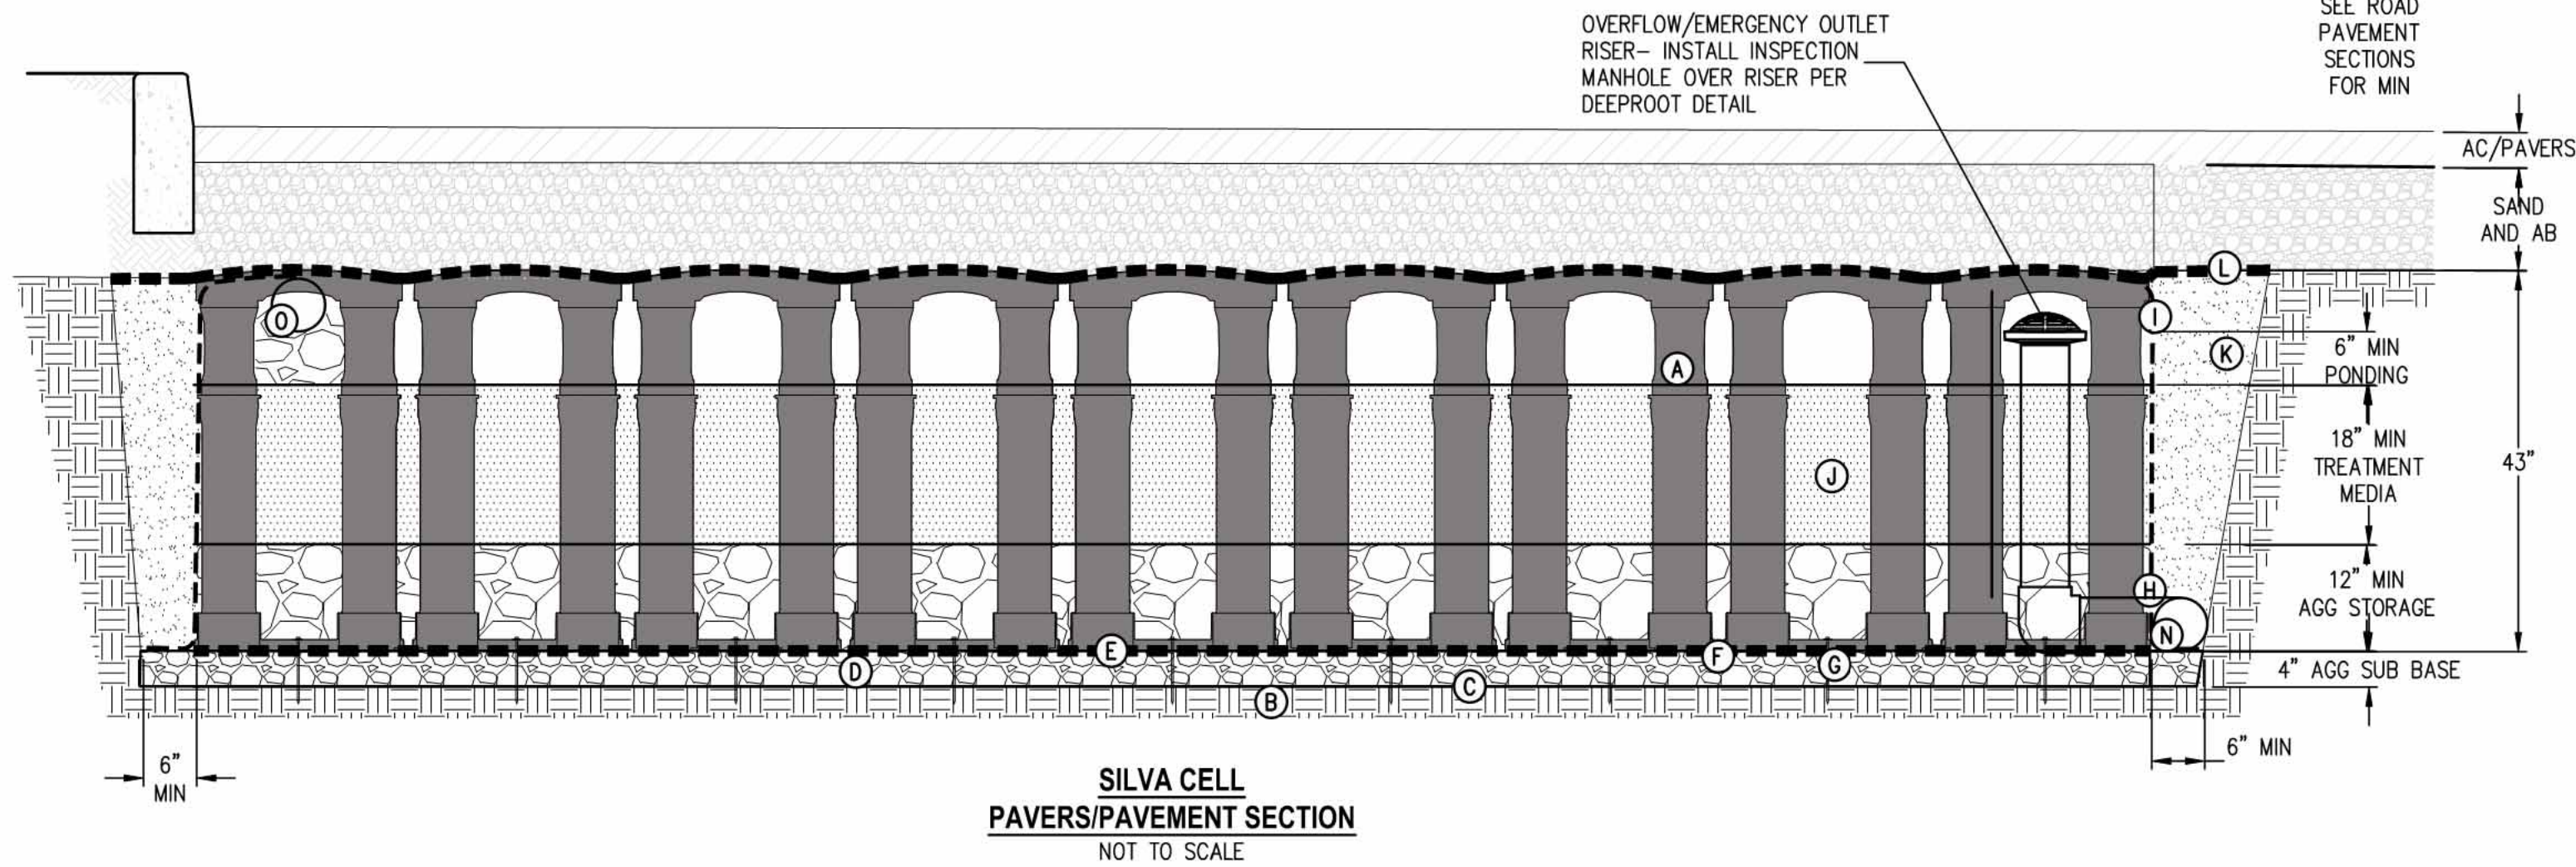 SEE ROAD
PAVEMENT
SECTIONS
FOR MIN
OVERFLOW/EMERGENCY OUTLET
RISER– INSTALL INSPECTION
MANHOLE OVER RISER PER
DEEPROOT DETAIL
AC/PAVERS
SAND
AND AB
L
O
I
K
A
6" MIN
PONDING
J
18" MIN
TREATMENT
MEDIA
43"
H
12" MIN
AGG STORAGE
N
E
F
D
G
4" AGG SUB BASE
C
B
6"
MIN
6" MIN
SILVA CELL
PAVERS/PAVEMENT SECTION
NOT TO SCALE